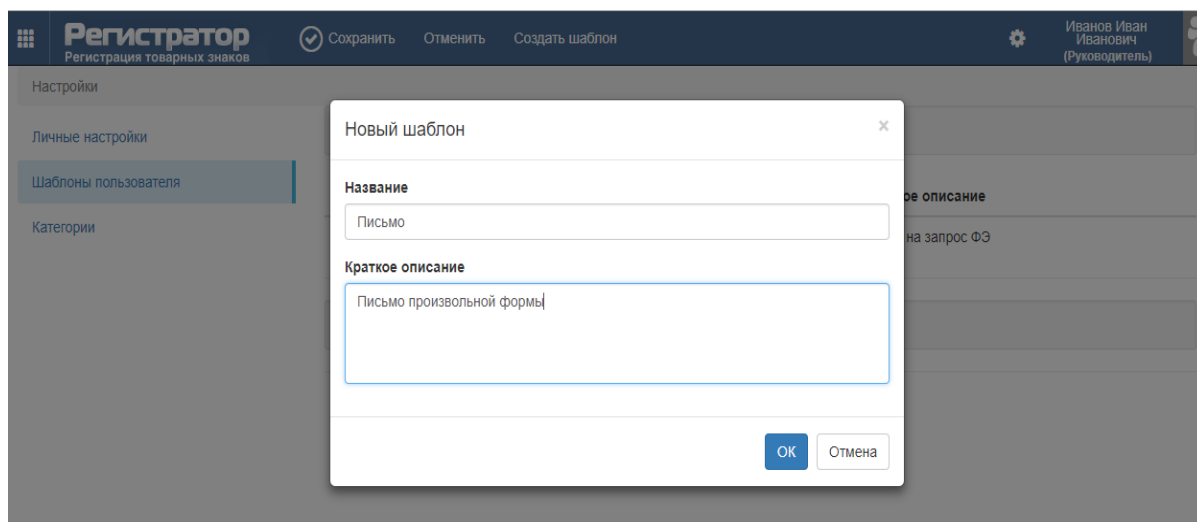 Регистратор
Регистрация товарных знаков
Сохранить Отменить Создать шаблон
Иванов Иван
Иванович
(Руководитель)
Настройки
Личные настройки
Шаблоны пользователя
Категории
Новый шаблон ×
Название
Письмо
Краткое описание
Письмо произвольной формы
ОК Отмена
ое описание
на запрос ФЭ